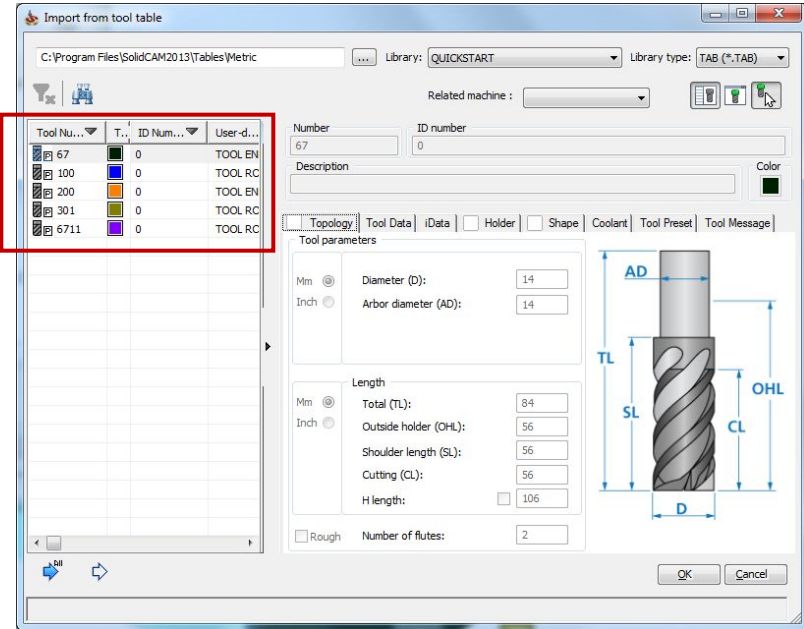 Import from tool table
C:\Program Files\SolidCAM2013\Tables\Metric ... Library: QUICKSTART Library type: TAB (*.TAB)
Related machine :
Tool Nu... T.. ID Num... User-d...
67 0 TOOL EN
100 0 TOOL RO
200 0 TOOL EN
301 0 TOOL RO
6711 0 TOOL RO
Number ID number
67 0
Description Color
Topology Tool Data iData Holder Shape Coolant Tool Preset Tool Message
Tool parameters
Mm Diameter (D): 14
Inch Arbor diameter (AD): 14
Length
Mm Total (TL): 84
Inch Outside holder (OHL): 56
Shoulder length (SL): 56
Cutting (CL): 56
H length: 106
Rough Number of flutes: 2
AD
TL
OHL
SL
CL
D
All
OK Cancel